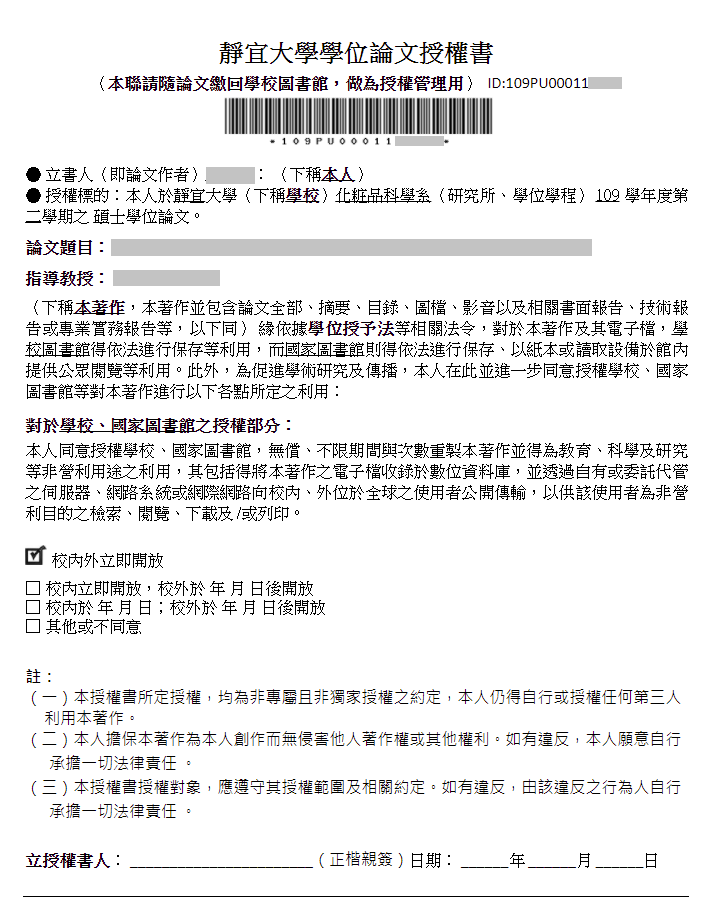 靜宜大學學位論文授權書
（本聯請隨論文繳回學校圖書館，做為授權管理用） ID:109PU00011
*109PU00011 *
● 立書人（即論文作者） ：（下稱本人）
● 授權標的：本人於靜宜大學（下稱學校）化粧品科學系（研究所、學位學程） 109 學年度第
二學期之 碩士學位論文。
論文題目：
指導教授：
（下稱本著作，本著作並包含論文全部、摘要、目錄、圖檔、影音以及相關書面報告、技術報
告或專業實務報告等，以下同） 緣依據學位授予法等相關法令，對於本著作及其電子檔，學
校圖書館得依法進行保存等利用，而國家圖書館則得依法進行保存、以紙本或讀取設備於館內
提供公眾閱覽等利用。此外，為促進學術研究及傳播，本人在此並進一步同意授權學校、國家
圖書館等對本著作進行以下各點所定之利用：
對於學校、國家圖書館之授權部分：
本人同意授權學校、國家圖書館，無償、不限期間與次數重製本著作並得為教育、科學及研究
等非營利用途之利用，其包括得將本著作之電子檔收錄於數位資料庫，並透過自有或委託代管
之伺服器、網路系統或網際網路向校內、外位於全球之使用者公開傳輸，以供該使用者為非營
利目的之檢索、閱覽、下載及 /或列印。
☑ 校內外立即開放
□ 校內立即開放，校外於 年 月 日後開放
□ 校內於 年 月 日；校外於 年 月 日後開放
□ 其他或不同意
註：
（一）本授權書所定授權，均為非專屬且非獨家授權之約定，本人仍得自行或授權任何第三人
利用本著作。
（二）本人擔保本著作為本人創作而無侵害他人著作權或其他權利。如有違反，本人願意自行
承擔一切法律責任 。
（三）本授權書授權對象，應遵守其授權範圍及相關約定。如有違反，由該違反之行為人自行
承擔一切法律責任 。
立授權書人： ______________________（正楷親簽）日期： ______年______月______日